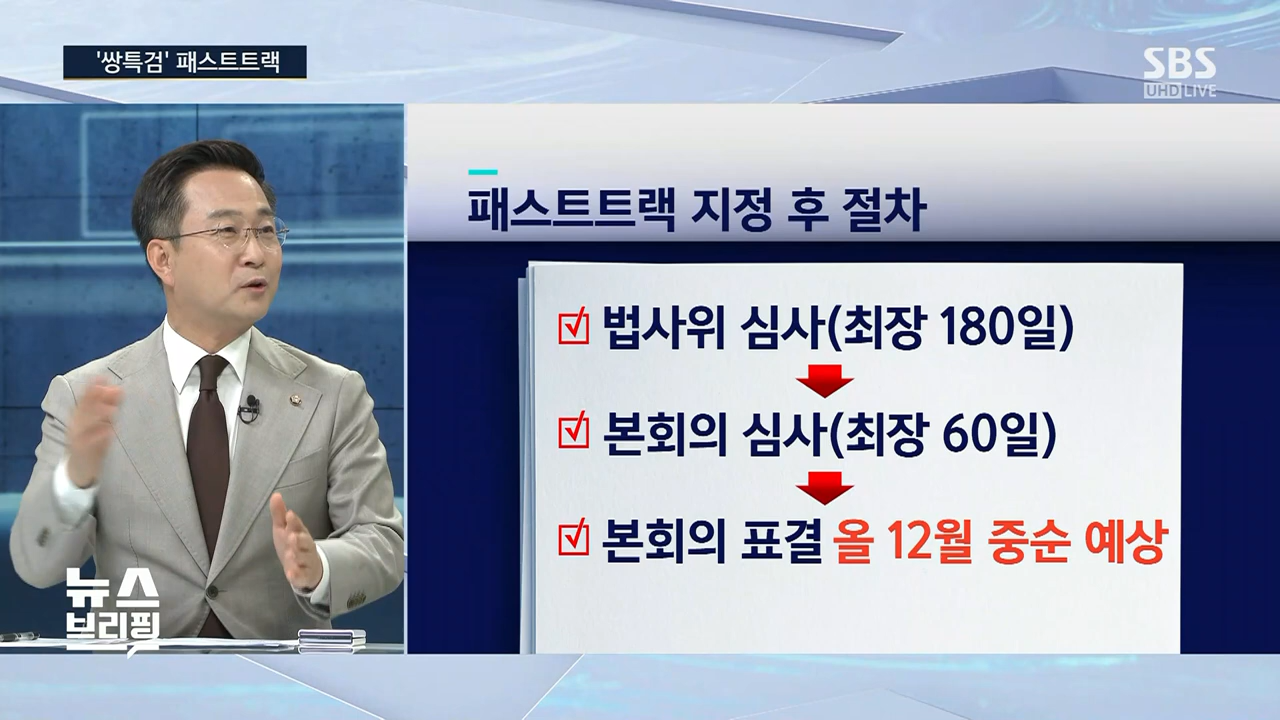 '쌍특검' 패스트트랙
SBS
UHD LIVE
패스트트랙 지정 후 절차
법사위 심사(최장 180일)
본회의 심사(최장 60일)
본회의 표결 올 12월 중순 예상
뉴스
브리핑